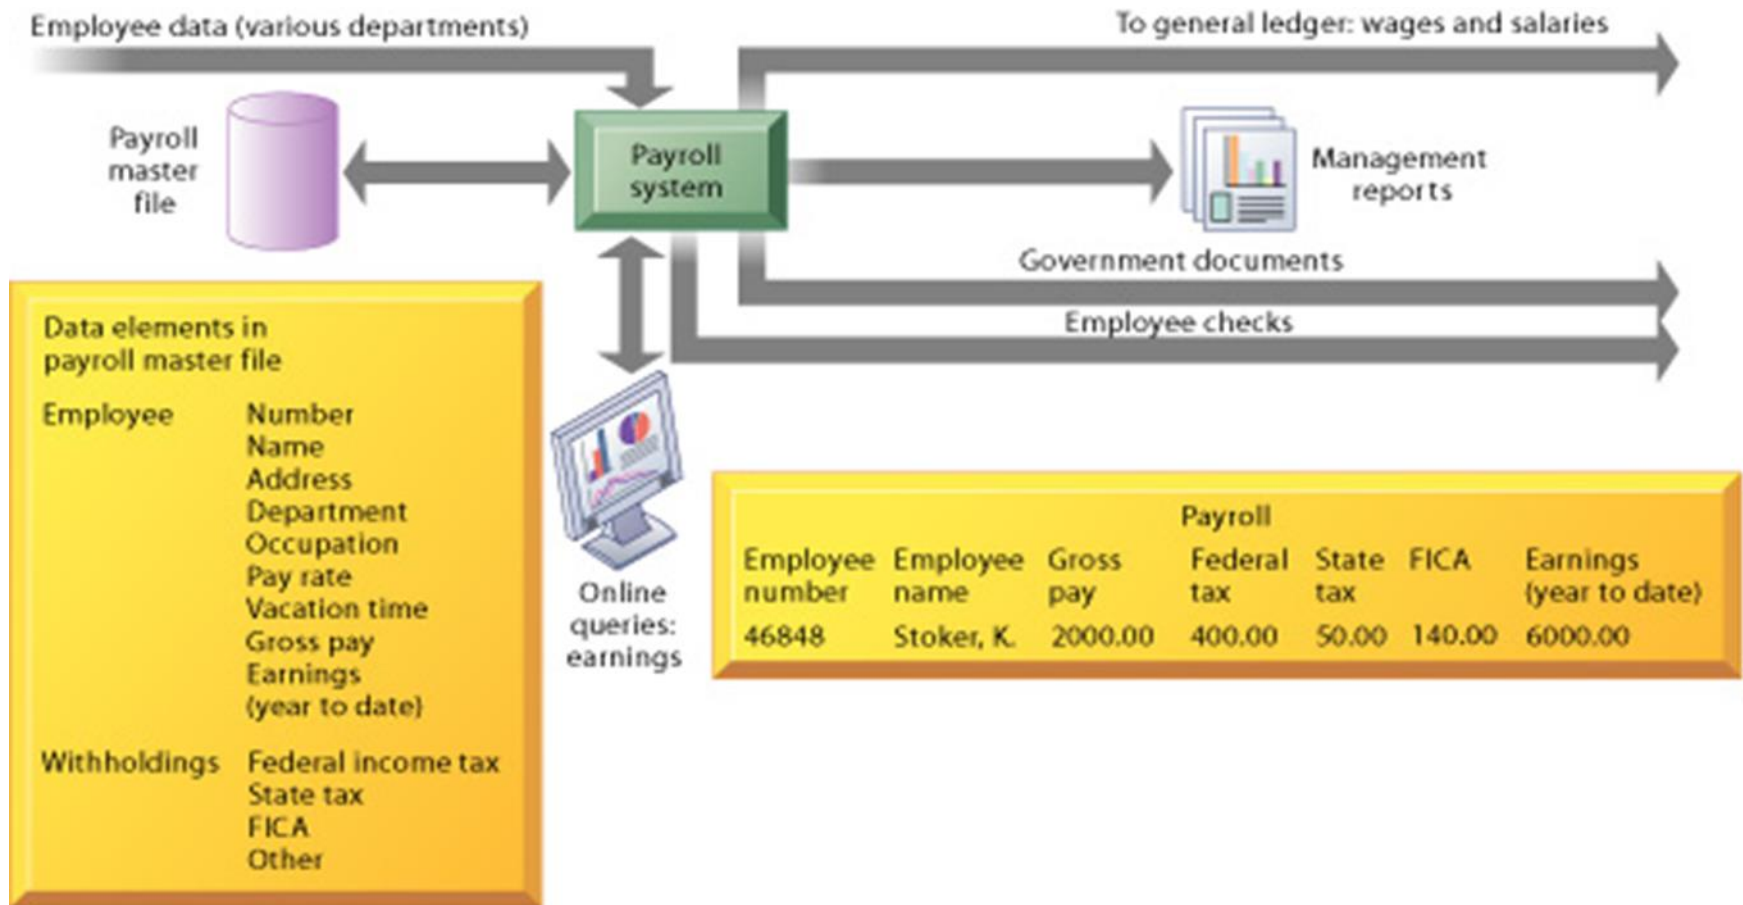 Employee data (various departments)
To general ledger: wages and salaries
Payroll
master
file
Payroll
system
Management
reports
Government documents
Employee checks
Data elements in
payroll master file
Employee Number
Name
Address
Department
Occupation
Pay rate
Vacation time
Gross pay
Earnings
(year to date)
Withholdings Federal income tax
State tax
FICA
Other
Online
queries:
earnings
Payroll
Employee Employee Gross Federal State FICA Earnings
number name pay tax tax (year to date)
46848 Stoker, K. 2000.00 400.00 50.00 140.00 6000.00